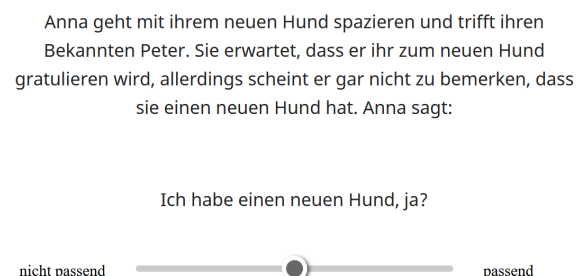 Anna geht mit ihrem neuen Hund spazieren und trifft ihren
Bekannten Peter. Sie erwartet, dass er ihr zum neuen Hund
gratulieren wird, allerdings scheint er gar nicht zu bemerken, dass
sie einen neuen Hund hat. Anna sagt:
Ich habe einen neuen Hund, ja?
nicht passend passend